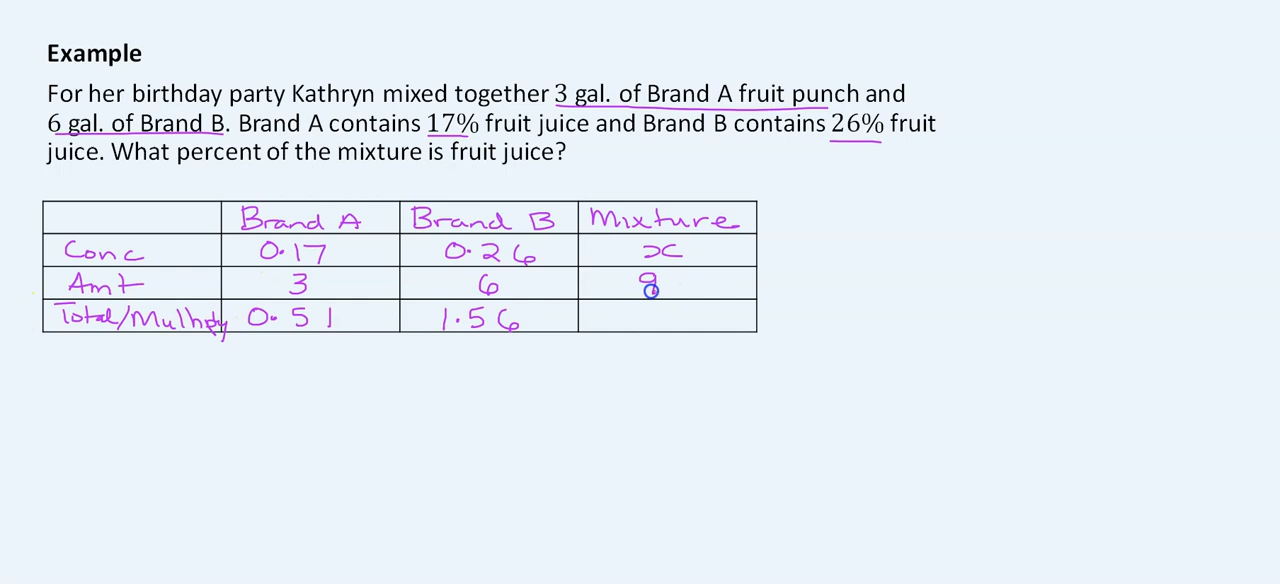 Example
For her birthday party Kathryn mixed together 3 gal. of Brand A fruit punch and
6 gal. of Brand B. Brand A contains 17% fruit juice and Brand B contains 26% fruit
juice. What percent of the mixture is fruit juice?
Brand A Brand B Mixture
Conc 0.17 0.26 x
Amt 3 6 9
Total/Multiply 0.51 1.56